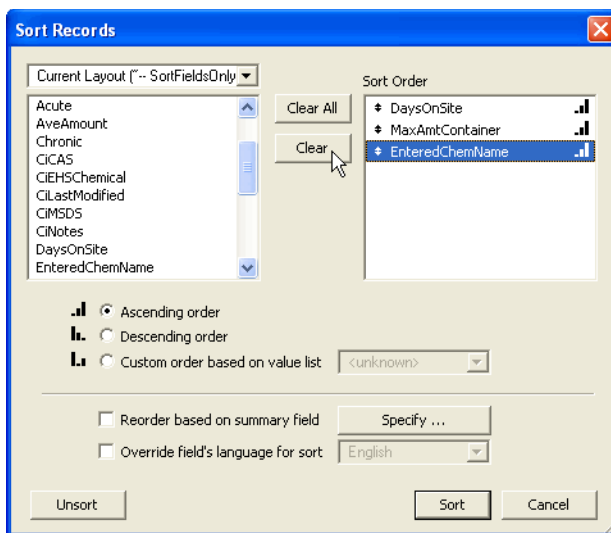 Sort Records
Current Layout ("-- SortFieldsOnly
Sort Order
Acute
AveAmount
Chronic
CiCAS
CiEHSChemical
CiLastModified
CiMSDS
CiNotes
DaysOnSite
EnteredChemName
Clear All
Clear
DaysOnSite
MaxAmtContainer
EnteredChemName
Ascending order
Descending order
Custom order based on value list
<unknown>
Reorder based on summary field
Specify ...
Override field's language for sort
English
Unsort
Sort
Cancel